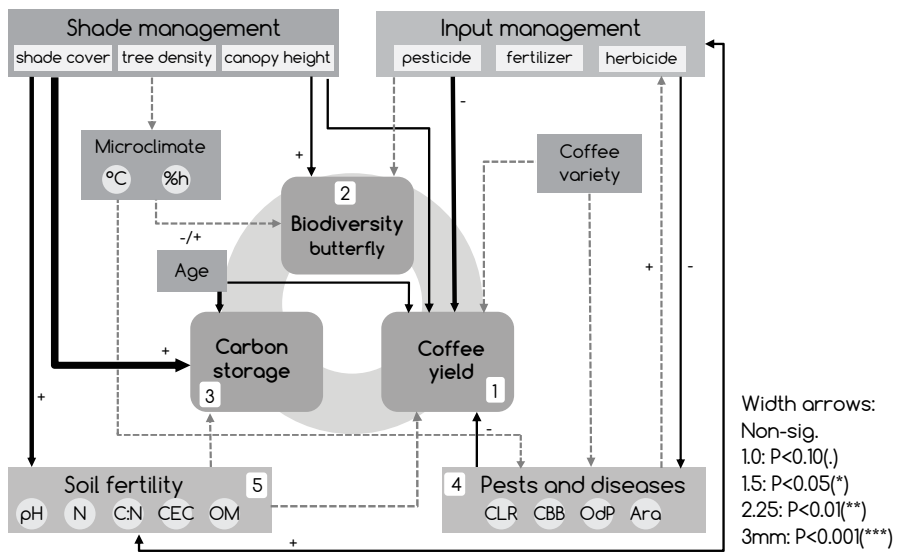 Shade management
shade cover tree density canopy height
Input management
pesticide fertilizer herbicide
-
Microclimate
°C %h
Coffee
variety
+
2
Biodiversity
butterfly
-/+
Age
+ -
Carbon
storage
3
Coffee
yield
1
+
+
-
Width arrows:
Non-sig.
1.0: P<0.10(.)
1.5: P<0.05(*)
2.25: P<0.01(**)
3mm: P<0.001(***)
Soil fertility 5
pH N C:N CEC OM
4 Pests and diseases
CLR CBB OdP Ara
+